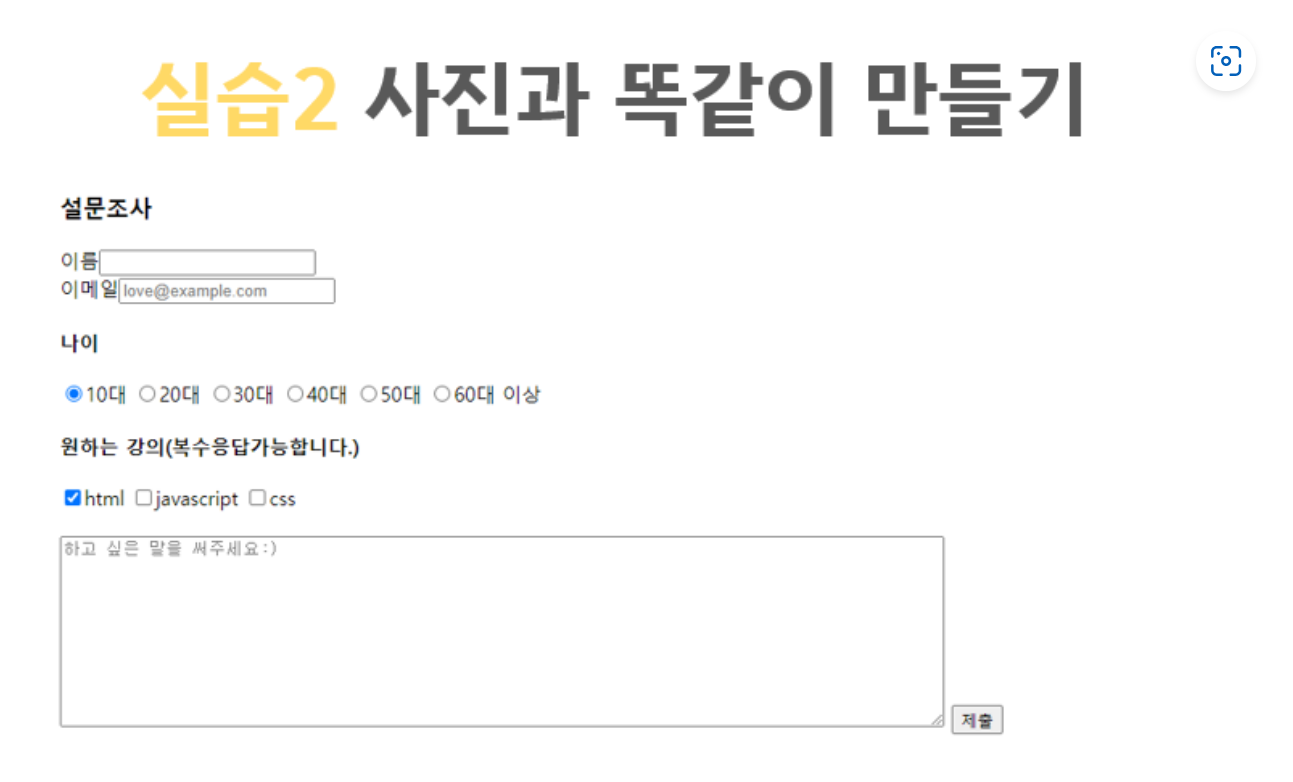 실습2 사진과 똑같이 만들기
설문조사
이름
이메일 love@example.com
나이
10대 20대 30대 40대 50대 60대 이상
원하는 강의(복수응답가능합니다.)
html javascript css
하고 싶은 말을 써주세요:)
제출